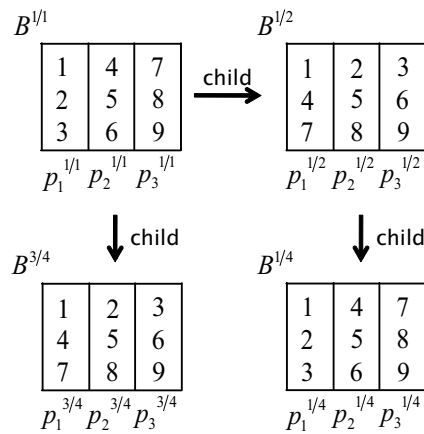 B^{1/1} B^{1/2}
1 4 7 child 1 2 3
2 5 8 4 5 6
3 6 9 7 8 9
p_1^{1/1} p_2^{1/1} p_3^{1/1} p_1^{1/2} p_2^{1/2} p_3^{1/2}
child child
B^{3/4} B^{1/4}
1 2 3 1 4 7
4 5 6 2 5 8
7 8 9 3 6 9
p_1^{3/4} p_2^{3/4} p_3^{3/4} p_1^{1/4} p_2^{1/4} p_3^{1/4}